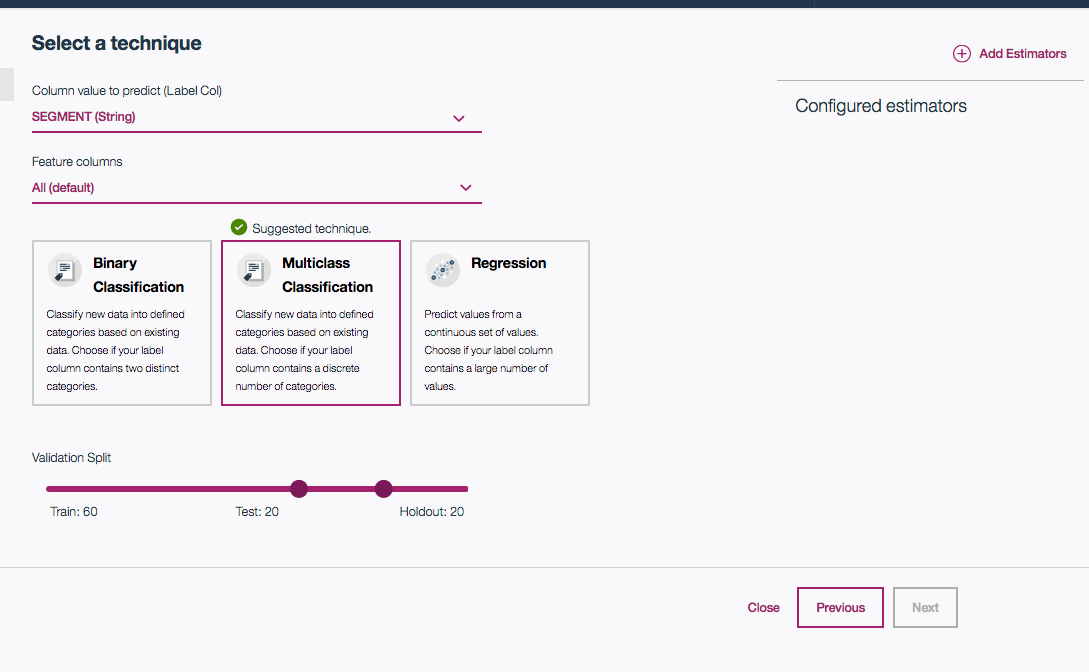 Select a technique
Add Estimators
Configured estimators
Column value to predict (Label Col)
SEGMENT (String)
Feature columns
All (default)
Suggested technique.
Binary
Classification
Classify new data into defined
categories based on existing
data. Choose if your label
column contains two distinct
categories.
Multiclass
Classification
Classify new data into defined
categories based on existing
data. Choose if your label
column contains a discrete
number of categories.
Regression
Predict values from a
continuous set of values.
Choose if your label column
contains a large number of
values.
Validation Split
Train: 60
Test: 20
Holdout: 20
Close
Previous
Next